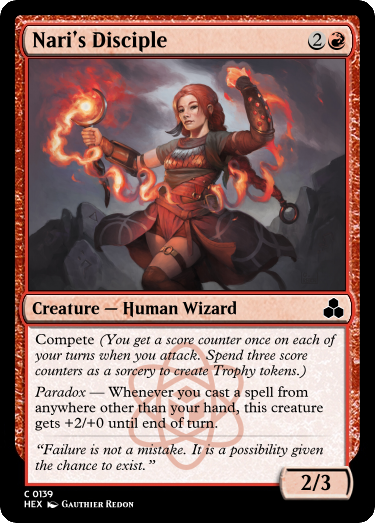 Nari's Disciple 2
Creature — Human Wizard
Compete (You get a score counter once on each of
your turns when you attack. Spend three score
counters as a sorcery to create Trophy tokens.)
Paradox — Whenever you cast a spell from
anywhere other than your hand, this creature
gets +2/+0 until end of turn.
“Failure is not a mistake. It is a possibility given
the chance to exist.”
2/3
C 0139
HEX Gauthier Redon